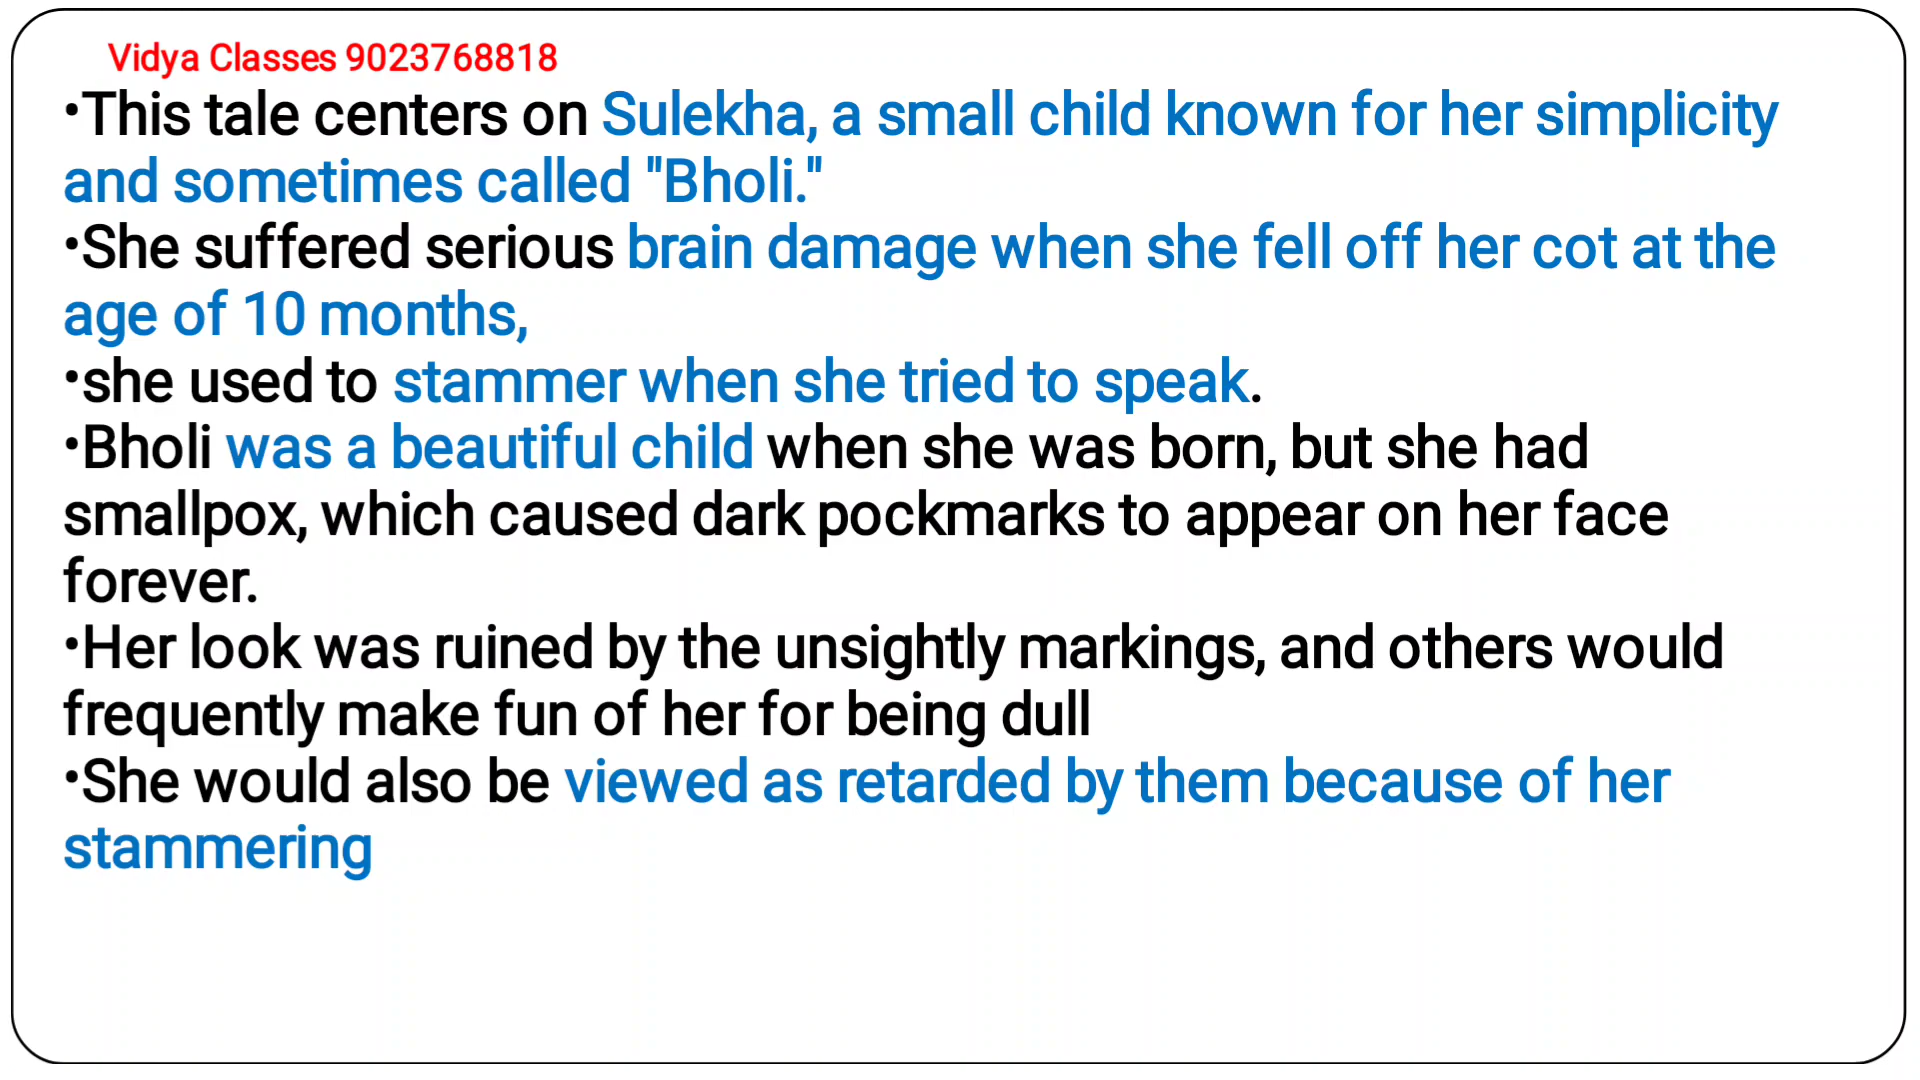 Vidya Classes 9023768818
•This tale centers on Sulekha, a small child known for her simplicity
and sometimes called "Bholi."
•She suffered serious brain damage when she fell off her cot at the
age of 10 months,
•she used to stammer when she tried to speak.
•Bholi was a beautiful child when she was born, but she had
smallpox, which caused dark pockmarks to appear on her face
forever.
•Her look was ruined by the unsightly markings, and others would
frequently make fun of her for being dull
•She would also be viewed as retarded by them because of her
stammering